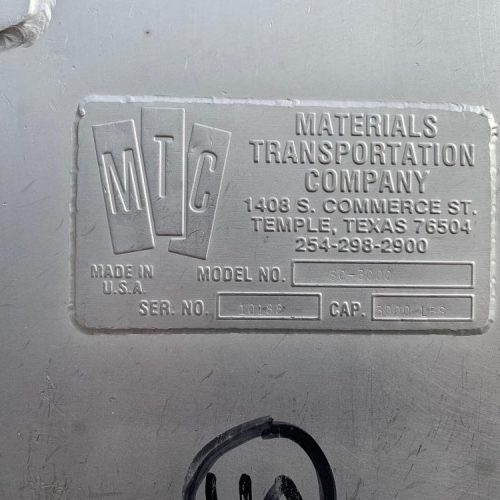 MTC
MATERIALS
TRANSPORTATION
COMPANY
1408 S. COMMERCE ST.
TEMPLE, TEXAS 76504
254-298-2900
MADE IN
U.S.A.
MODEL NO.
SER. NO.
CAP.